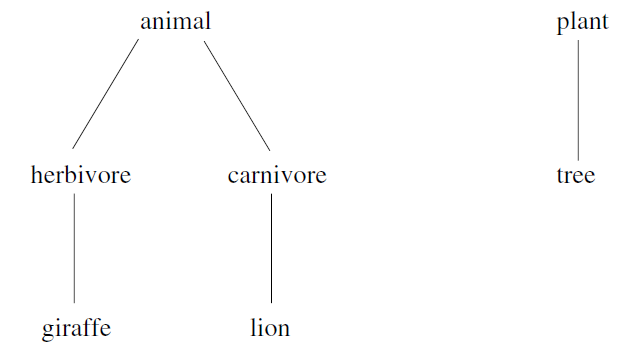 animal plant
herbivore carnivore tree
giraffe lion